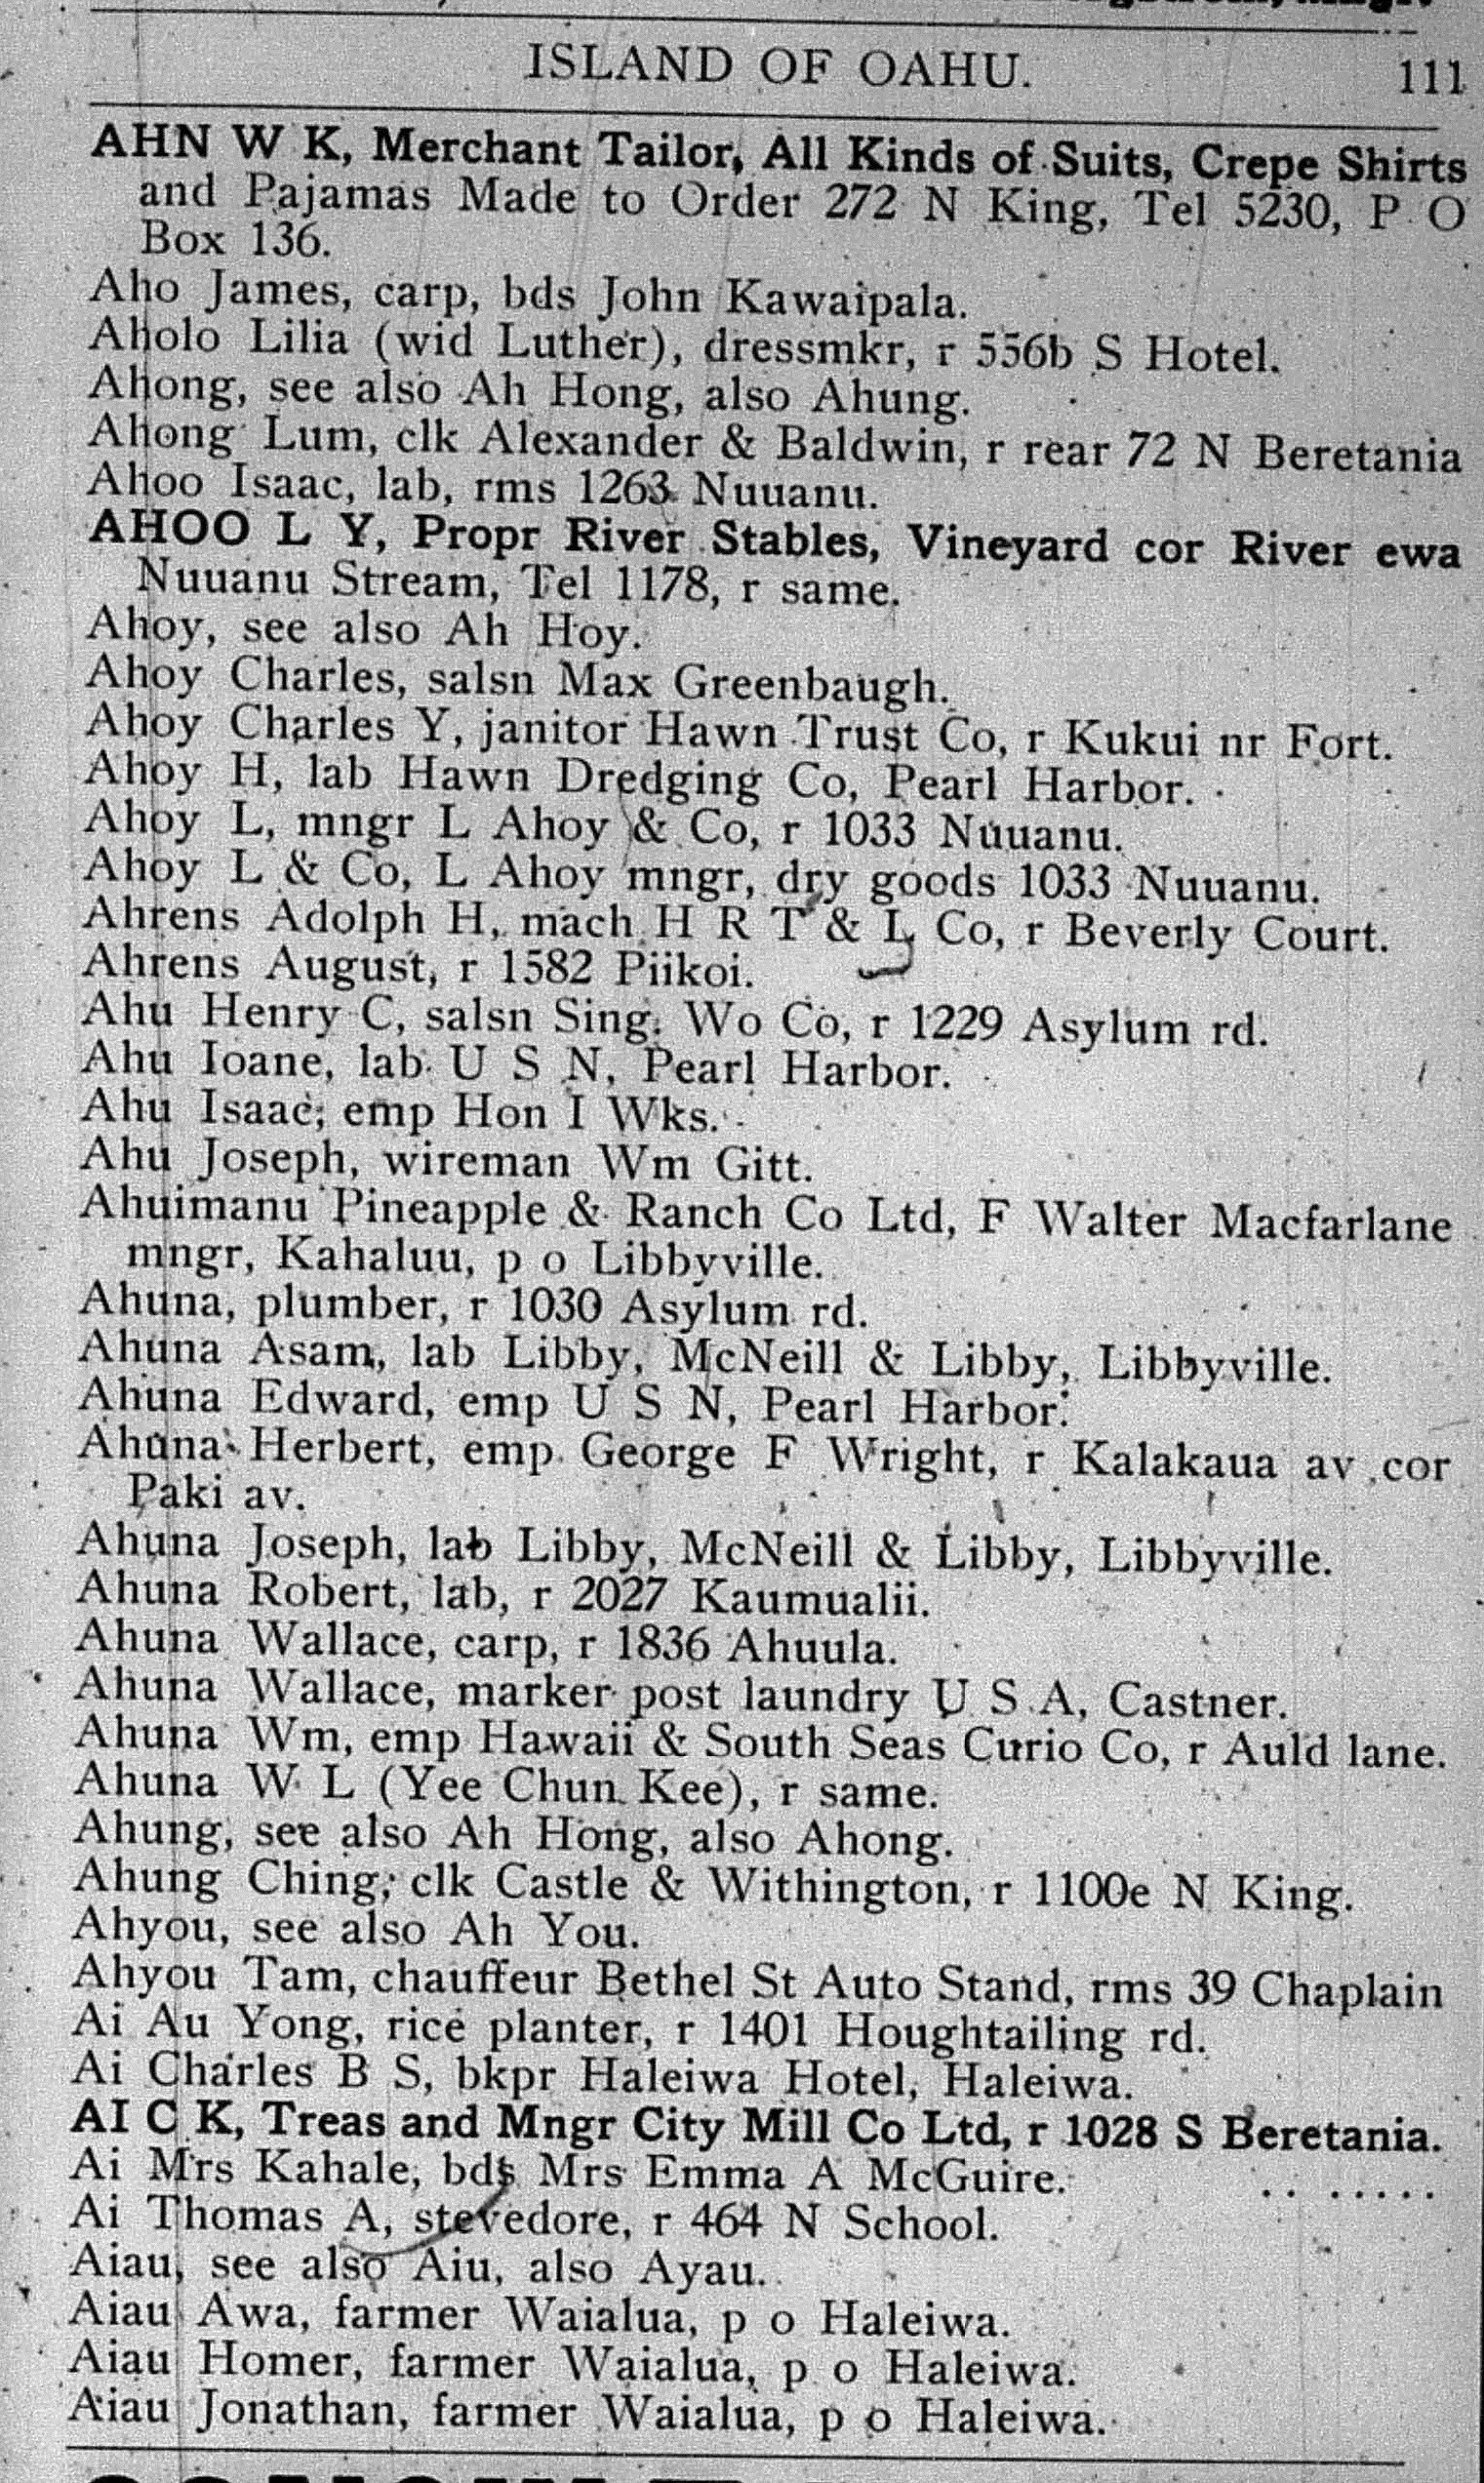 ISLAND OF OAHU. 111
AHN W K, Merchant Tailor, All Kinds of Suits, Crepe Shirts
and Pajamas Made to Order 272 N King, Tel 5230, P O
Box 136.
Aho James, carp, bds John Kawaipala.
Aholo Lilia (wid Luther), dressmkr, r 556b S Hotel.
Ahong, see also Ah Hong, also Ahung.
Ahong Lum, clk Alexander & Baldwin, r rear 72 N Beretania
Ahoo Isaac, lab, rms 1263 Nuuanu.
AHOO L Y, Propr River Stables, Vineyard cor River ewa
Nuuanu Stream, Tel 1178, r same.
Ahoy, see also Ah Hoy.
Ahoy Charles, salsn Max Greenbaugh.
Ahoy Charles Y, janitor Hawn Trust Co, r Kukui nr Fort.
Ahoy H, lab Hawn Dredging Co, Pearl Harbor.
Ahoy L, mngr L Ahoy & Co, r 1033 Nuuanu.
Ahoy L & Co, L Ahoy mngr, dry goods 1033 Nuuanu.
Ahrens Adolph H, mach H R T & L Co, r Beverly Court.
Ahrens August, r 1582 Piikoi.
Ahu Henry C, salsn Sing Wo Co, r 1229 Asylum rd.
Ahu Ioane, lab U S N, Pearl Harbor.
Ahu Isaac, emp Hon I Wks.
Ahu Joseph, wireman Wm Gitt.
Ahuimanu Pineapple & Ranch Co Ltd, F Walter Macfarlane
mngr, Kahaluu, p o Libbyville.
Ahuna, plumber, r 1030 Asylum rd.
Ahuna Asam, lab Libby, McNeill & Libby, Libbyville.
Ahuna Edward, emp U S N, Pearl Harbor.
Ahuna Herbert, emp George F Wright, r Kalakaua av cor
Paki av.
Ahuna Joseph, lab Libby, McNeill & Libby, Libbyville.
Ahuna Robert, lab, r 2027 Kaumualii.
Ahuna Wallace, carp, r 1836 Ahuula.
Ahuna Wallace, marker post laundry U S A, Castner.
Ahuna Wm, emp Hawaii & South Seas Curio Co, r Auld lane.
Ahuna W L (Yee Chun Kee), r same.
Ahung, see also Ah Hong, also Ahong.
Ahung Ching, clk Castle & Withington, r 1100e N King.
Ahyou, see also Ah You.
Ahyou Tam, chauffeur Bethel St Auto Stand, rms 39 Chaplain
Ai Au Yong, rice planter, r 1401 Houghtailing rd.
Ai Charles B S, bkpr Haleiwa Hotel, Haleiwa.
AI C K, Treas and Mngr City Mill Co Ltd, r 1028 S Beretania.
Ai Mrs Kahale, bds Mrs Emma A McGuire.
Ai Thomas A, stevedore, r 464 N School.
Aiau, see also Aiu, also Ayau.
Aiau Awa, farmer Waialua, p o Haleiwa.
Aiau Homer, farmer Waialua, p o Haleiwa.
Aiau Jonathan, farmer Waialua, p o Haleiwa.